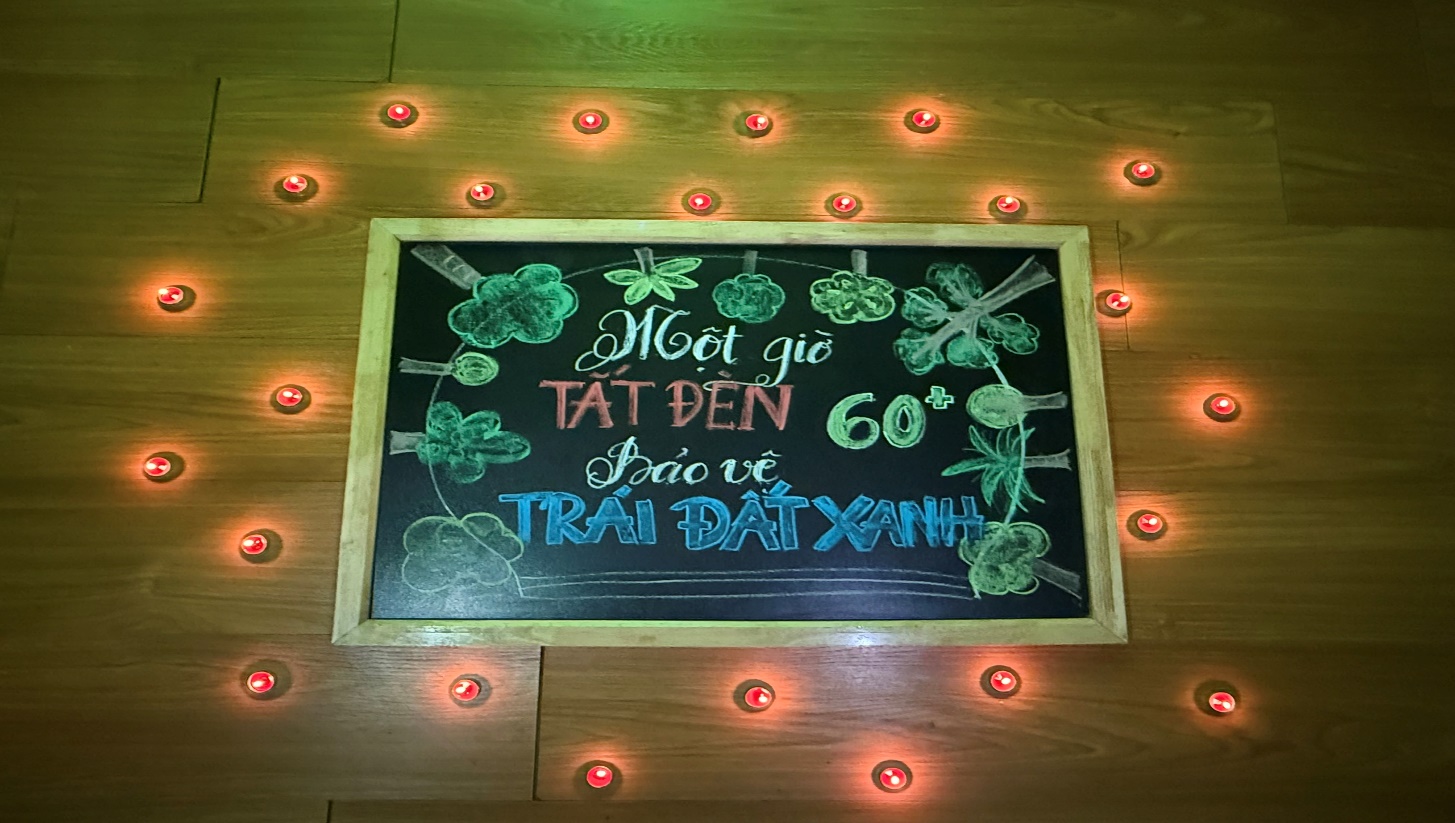 Một giờ
TẮT ĐÈN 60+
Bảo vệ
TRÁI ĐẤT XANH